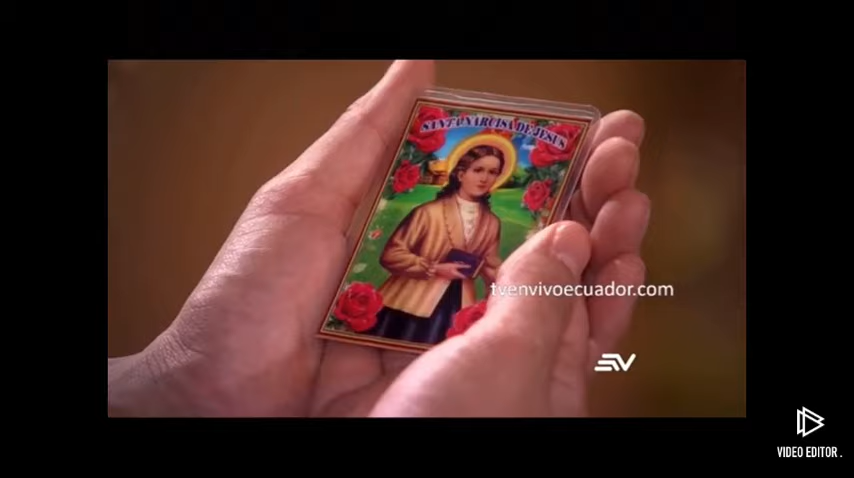 SANTA NARCISA DE JESUS
tvenvivoecuador.com
VIDEO EDITOR .